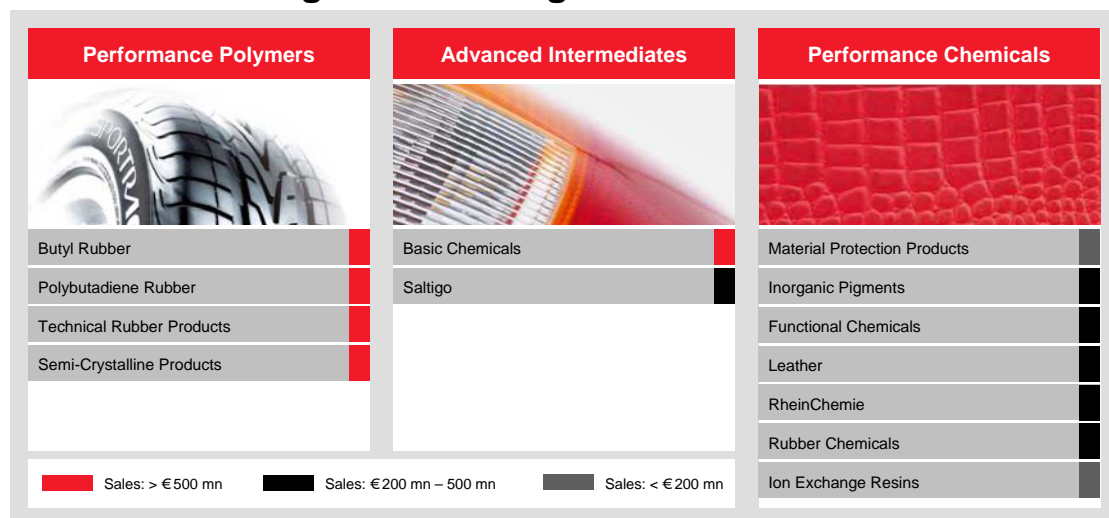 Performance Polymers
Advanced Intermediates
Performance Chemicals
SPORTRA
Butyl Rubber
Polybutadiene Rubber
Technical Rubber Products
Semi-Crystalline Products
Basic Chemicals
Saltigo
Material Protection Products
Inorganic Pigments
Functional Chemicals
Leather
RheinChemie
Rubber Chemicals
Ion Exchange Resins
Sales: > €500 mn
Sales: €200 mn – 500 mn
Sales: < €200 mn